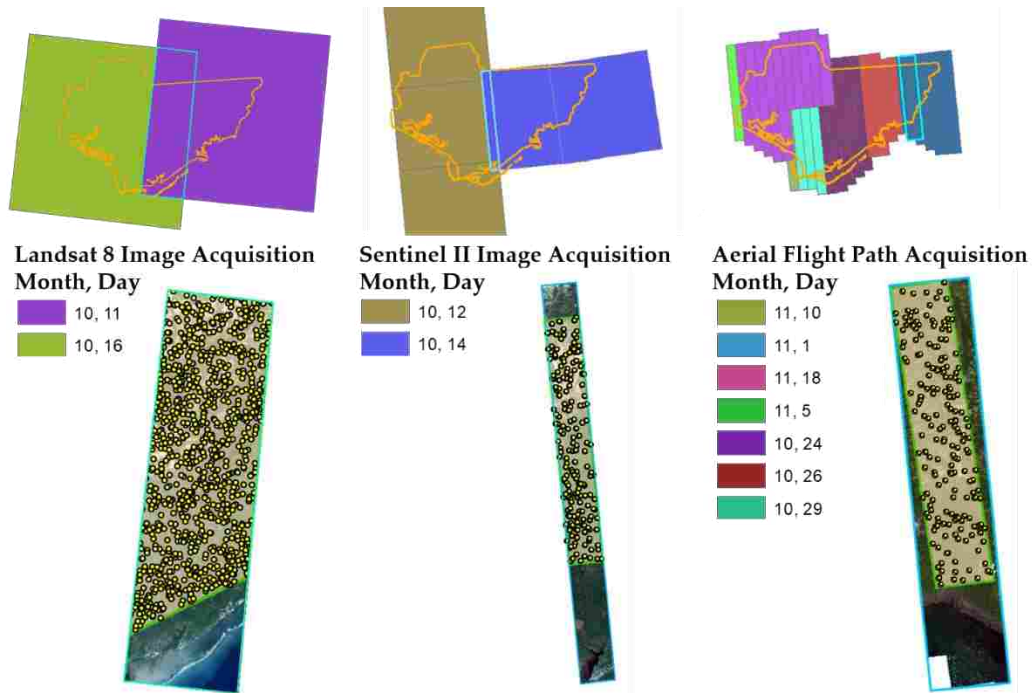 Landsat 8 Image Acquisition
Month, Day
10, 11
10, 16
Sentinel II Image Acquisition
Month, Day
10, 12
10, 14
Aerial Flight Path Acquisition
Month, Day
11, 10
11, 1
11, 18
11, 5
10, 24
10, 26
10, 29